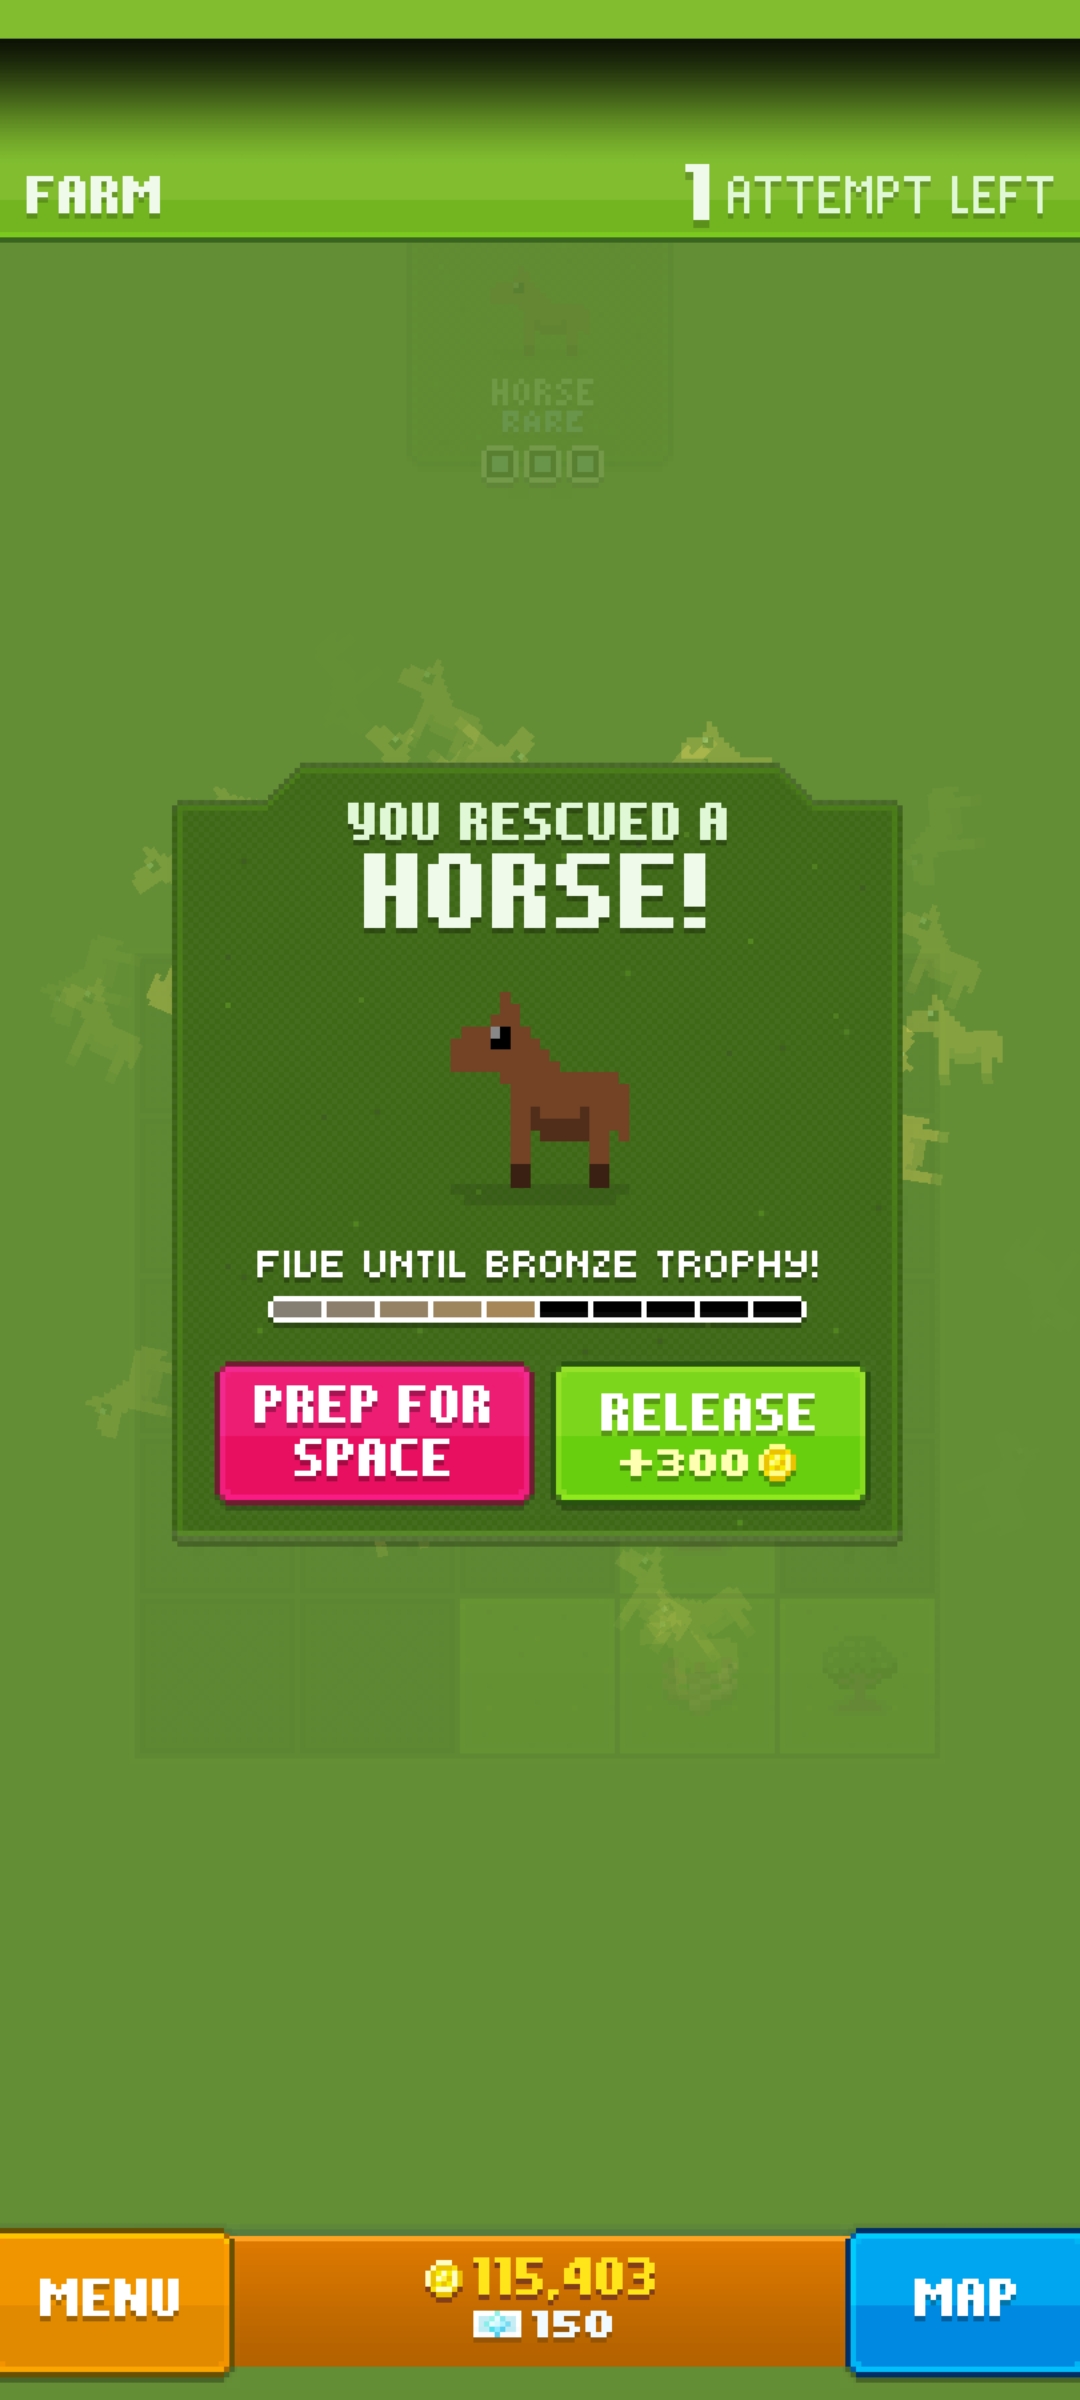 FARM
1 ATTEMPT LEFT
HORSE
RARE
YOU RESCUED A
HORSE!
FIVE UNTIL BRONZE TROPHY!
PREP FOR
SPACE
RELEASE
+300
MENU
115,403
150
MAP